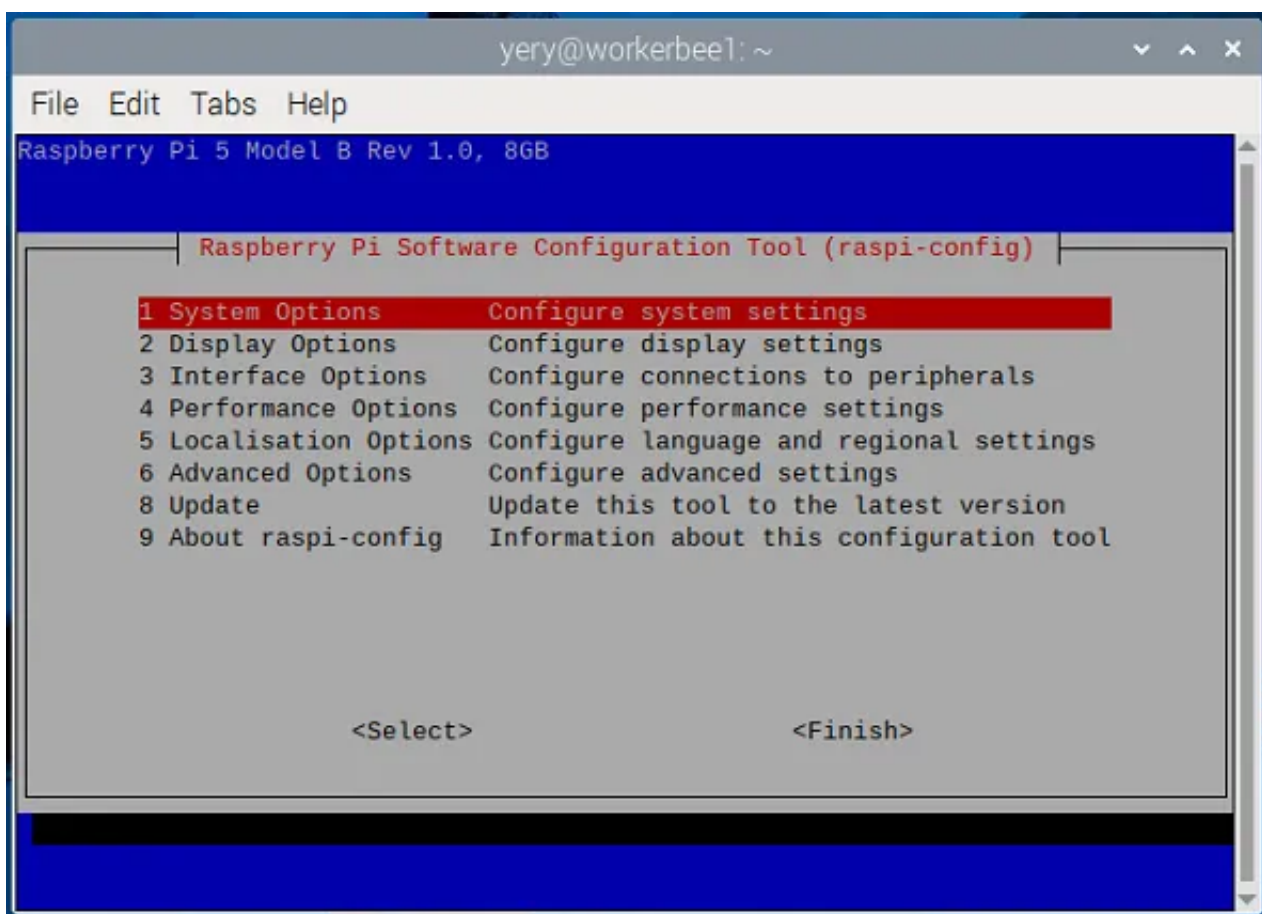 yery@workerbee1: ~
File Edit Tabs Help
Raspberry Pi 5 Model B Rev 1.0, 8GB
Raspberry Pi Software Configuration Tool (raspi-config)
1 System Options Configure system settings
2 Display Options Configure display settings
3 Interface Options Configure connections to peripherals
4 Performance Options Configure performance settings
5 Localisation Options Configure language and regional settings
6 Advanced Options Configure advanced settings
8 Update Update this tool to the latest version
9 About raspi-config Information about this configuration tool
<Select> <Finish>